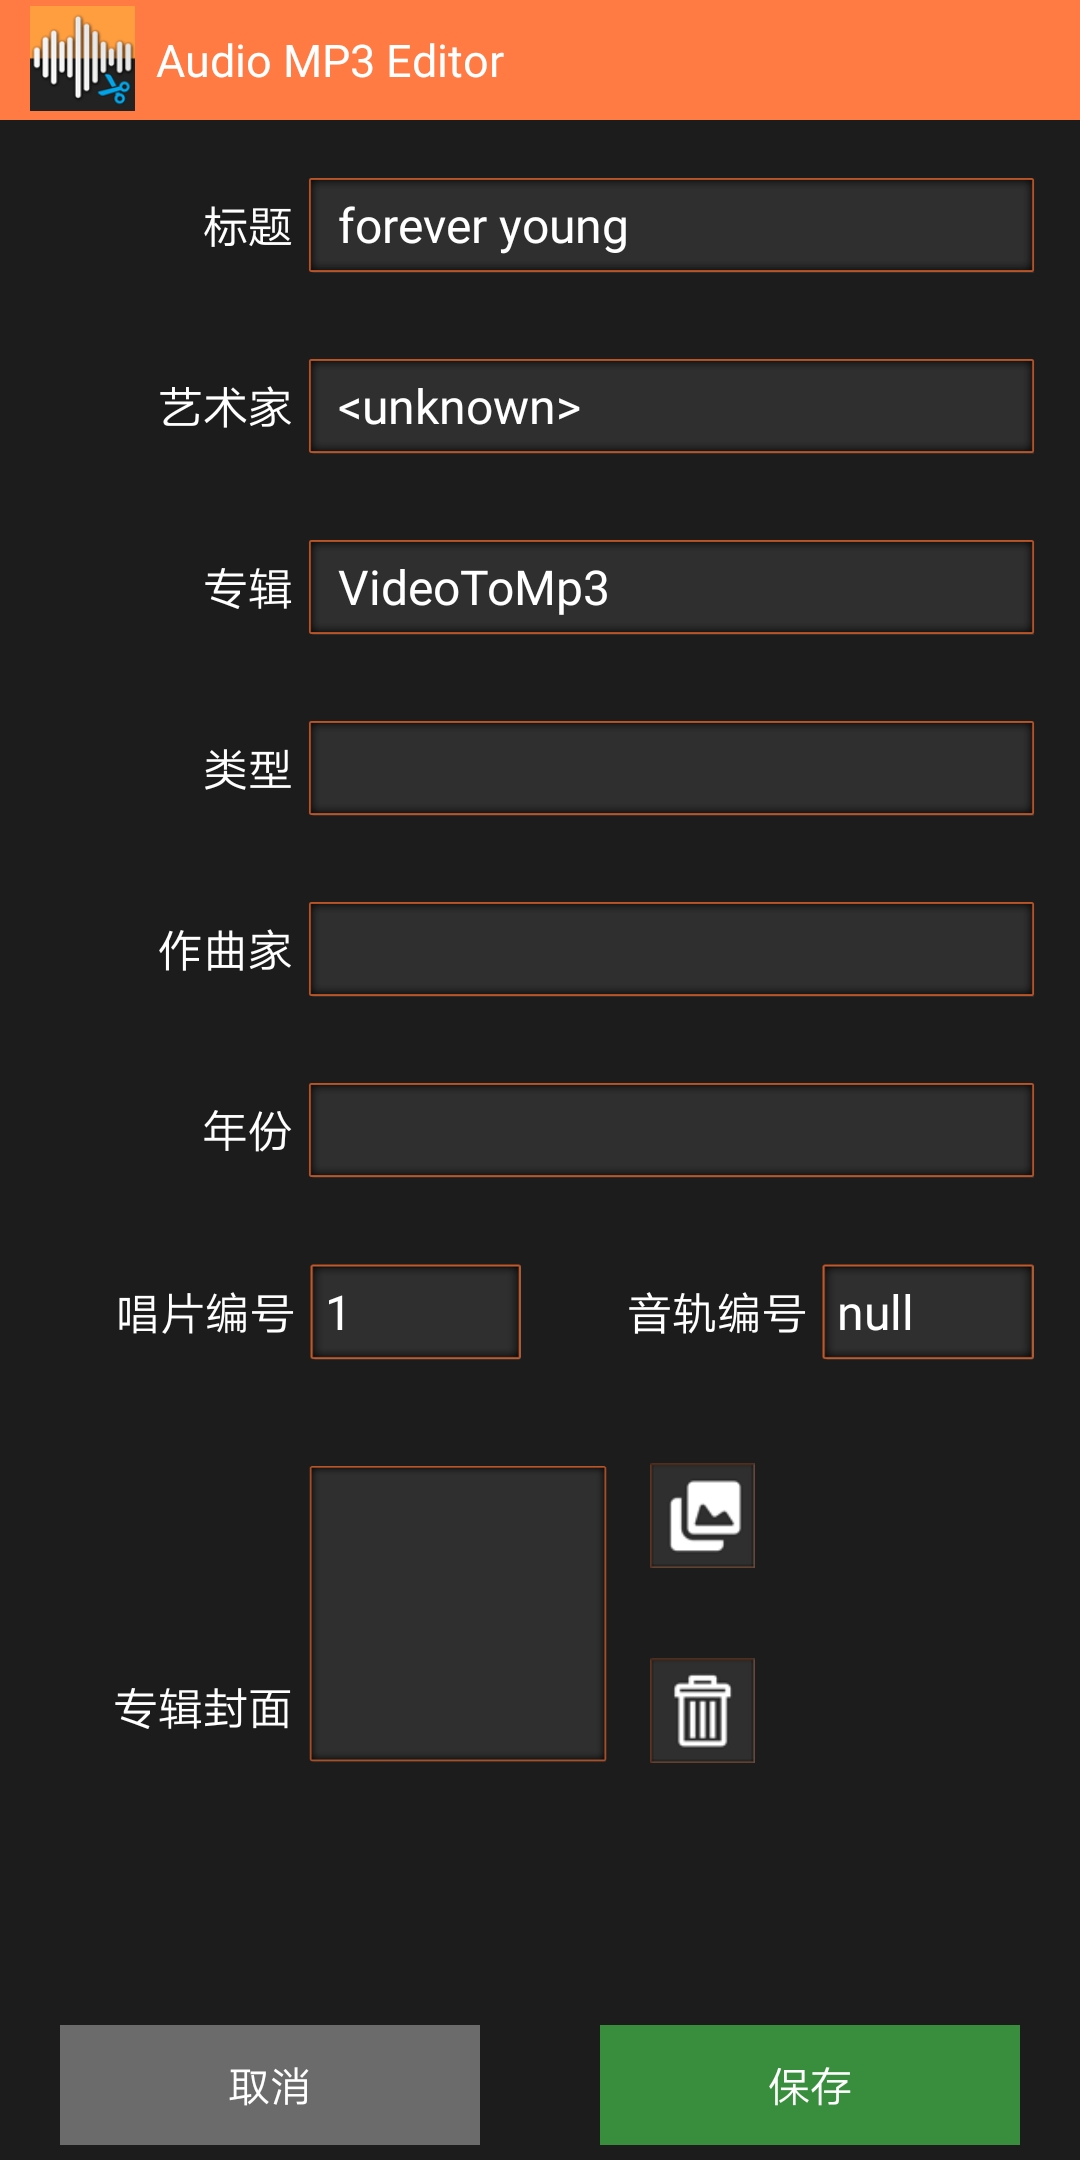 Audio MP3 Editor
标题 forever young
艺术家 <unknown>
专辑 VideoToMp3
类型
作曲家
年份
唱片编号 1 音轨编号 null
专辑封面
取消 保存